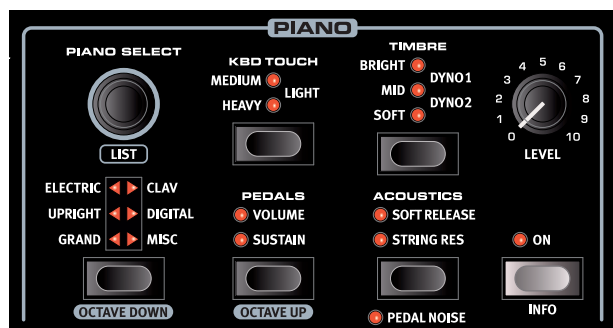 PIANO
PIANO SELECT
LIST
ELECTRIC CLAV
UPRIGHT DIGITAL
GRAND MISC
OCTAVE DOWN
KBD TOUCH
MEDIUM
LIGHT
HEAVY
PEDALS
VOLUME
SUSTAIN
OCTAVE UP
TIMBRE
BRIGHT
DYNO1
MID
DYNO2
SOFT
ACOUSTICS
SOFT RELEASE
STRING RES
PEDAL NOISE
0 1 2 3 4 5 6 7 8 9 10
LEVEL
ON
INFO